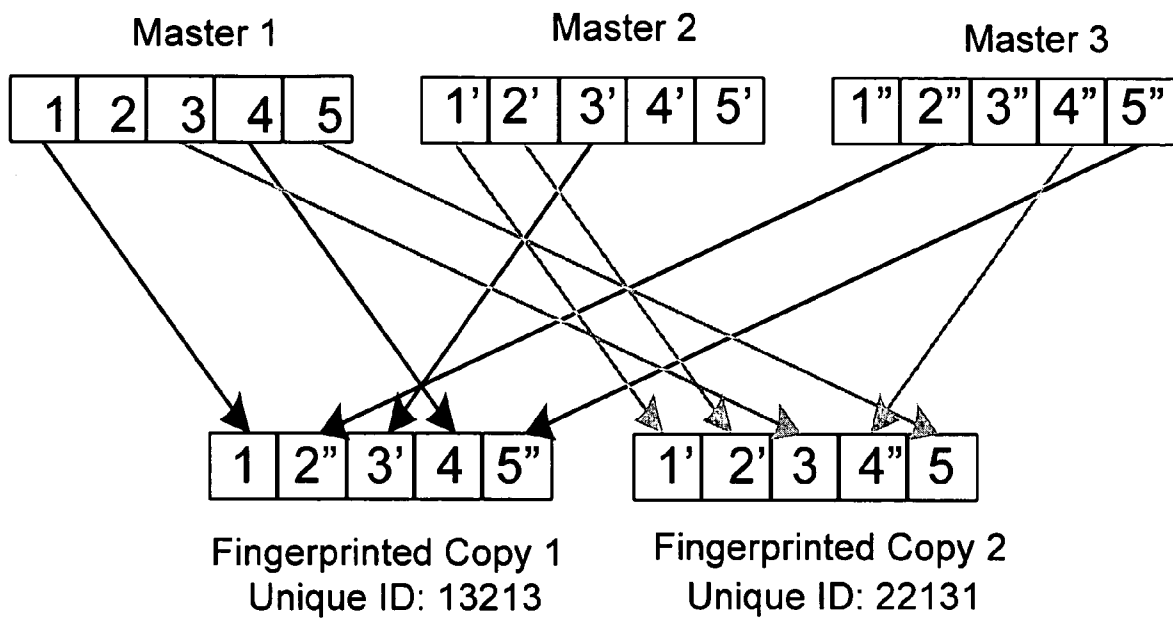 Master 1
Master 2
Master 3
1 2 3 4 5
1' 2' 3' 4' 5'
1" 2" 3" 4" 5"
1 2" 3' 4 5"
1' 2' 3 4" 5
Fingerprinted Copy 1
Unique ID: 13213
Fingerprinted Copy 2
Unique ID: 22131